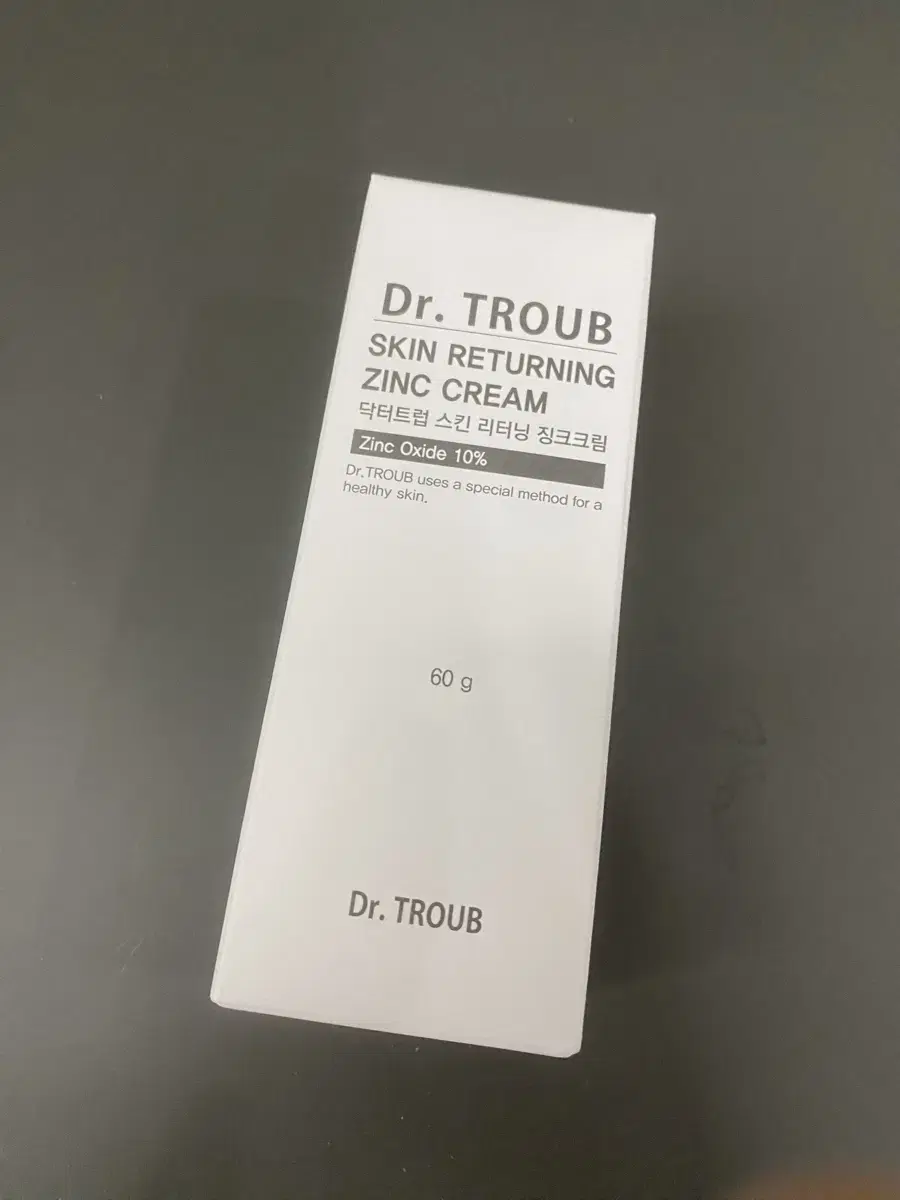 Dr. TROUB
SKIN RETURNING
ZINC CREAM
닥터트럽 스킨 리터닝 징크크림
Zinc Oxide 10%
Dr.TROUB uses a special method for a
healthy skin.
60 g
Dr. TROUB